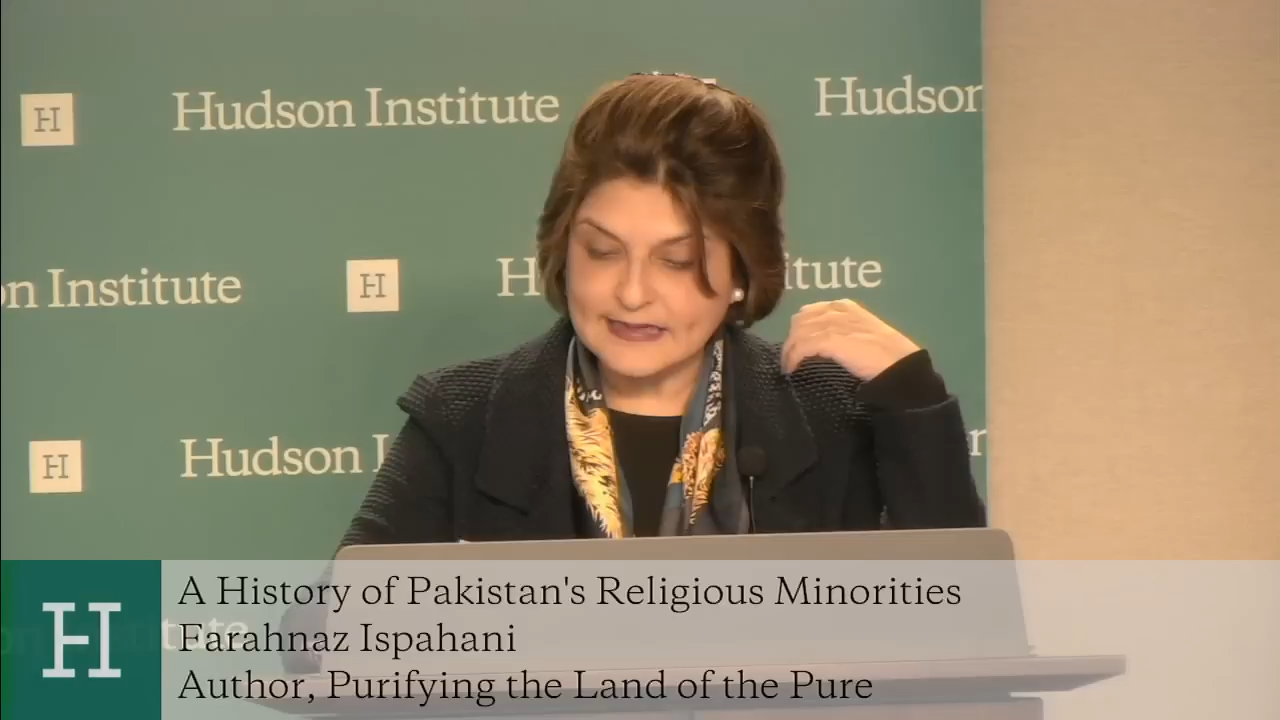 H Hudson Institute Hudson
on Institute H H itute
H Hudson I
H
A History of Pakistan's Religious Minorities
Farahnaz Ispahani
Author, Purifying the Land of the Pure